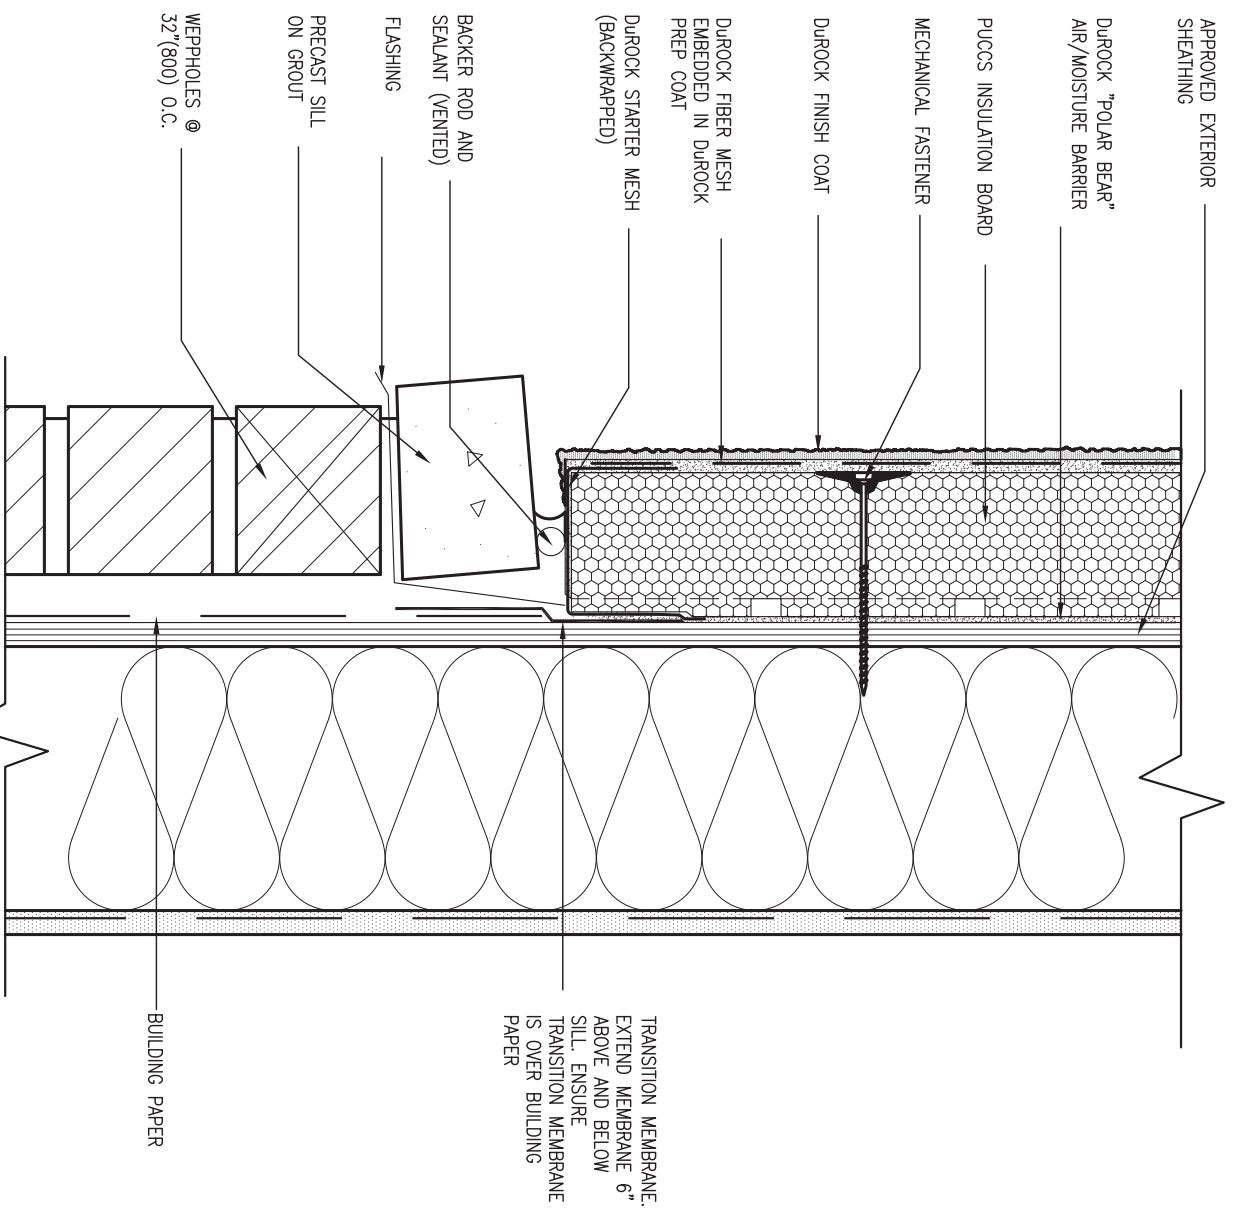 APPROVED EXTERIOR
SHEATHING
DuROCK "POLAR BEAR"
AIR/MOISTURE BARRIER
PUCCS INSULATION BOARD
MECHANICAL FASTENER
DuROCK FINISH COAT
DuROCK FIBER MESH
EMBEDDED IN DuROCK
PREP COAT
DuROCK STARTER MESH
(BACKWRAPPED)
BACKER ROD AND
SEALANT (VENTED)
FLASHING
PRECAST SILL
ON GROUT
WEPPHOLES @
32"(800) O.C.
TRANSITION MEMBRANE.
EXTEND MEMBRANE 6"
ABOVE AND BELOW
SILL. ENSURE
TRANSITION MEMBRANE
IS OVER BUILDING
PAPER
BUILDING PAPER